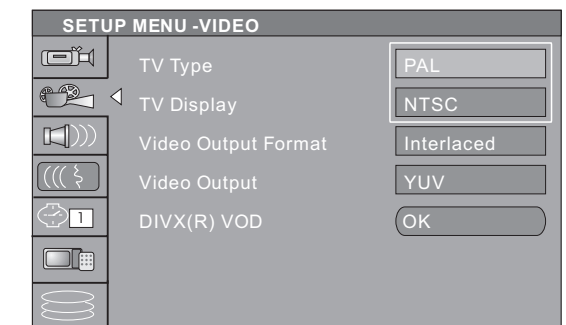 SETUP MENU -VIDEO
TV Type PAL
TV Display NTSC
Video Output Format Interlaced
Video Output YUV
1 DIVX(R) VOD OK